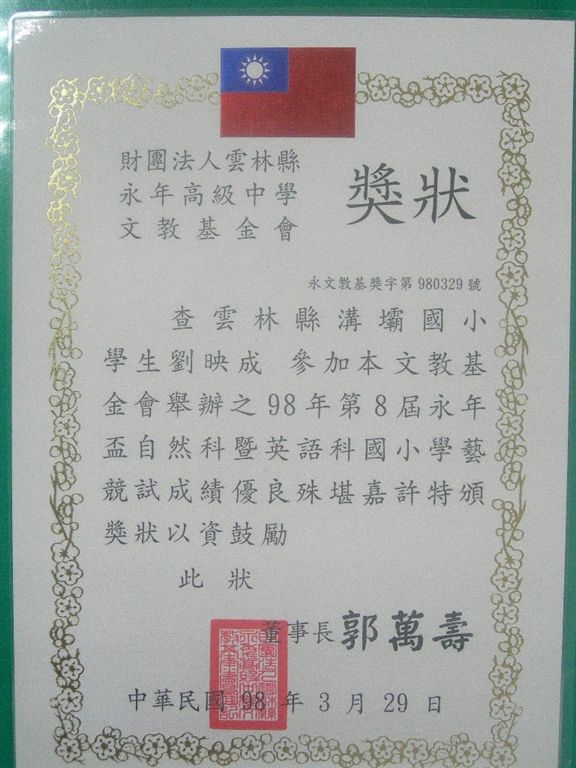 財團法人雲林縣
永年高級中學
文教基金會
獎狀
永文教基獎字第980329號
查雲林縣溝壩國小
學生劉映成 參加本文教基
金會舉辦之98年第8屆永年
盃自然科暨英語科國小學藝
競試成績優良殊堪嘉許特頒
獎狀以資鼓勵
此狀
董事長郭萬壽
中華民國 98 年 3 月 29 日